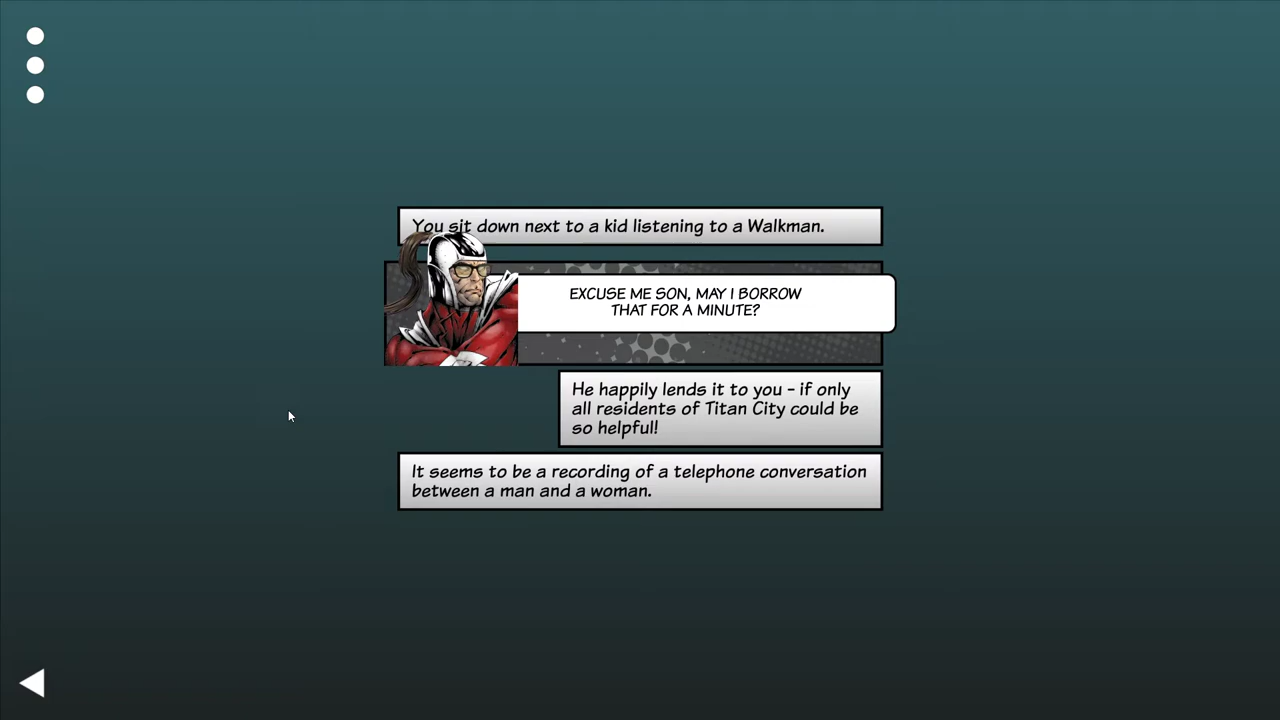 You sit down next to a kid listening to a Walkman.
EXCUSE ME SON, MAY I BORROW
THAT FOR A MINUTE?
He happily lends it to you - if only
all residents of Titan City could be
so helpful!
It seems to be a recording of a telephone conversation
between a man and a woman.